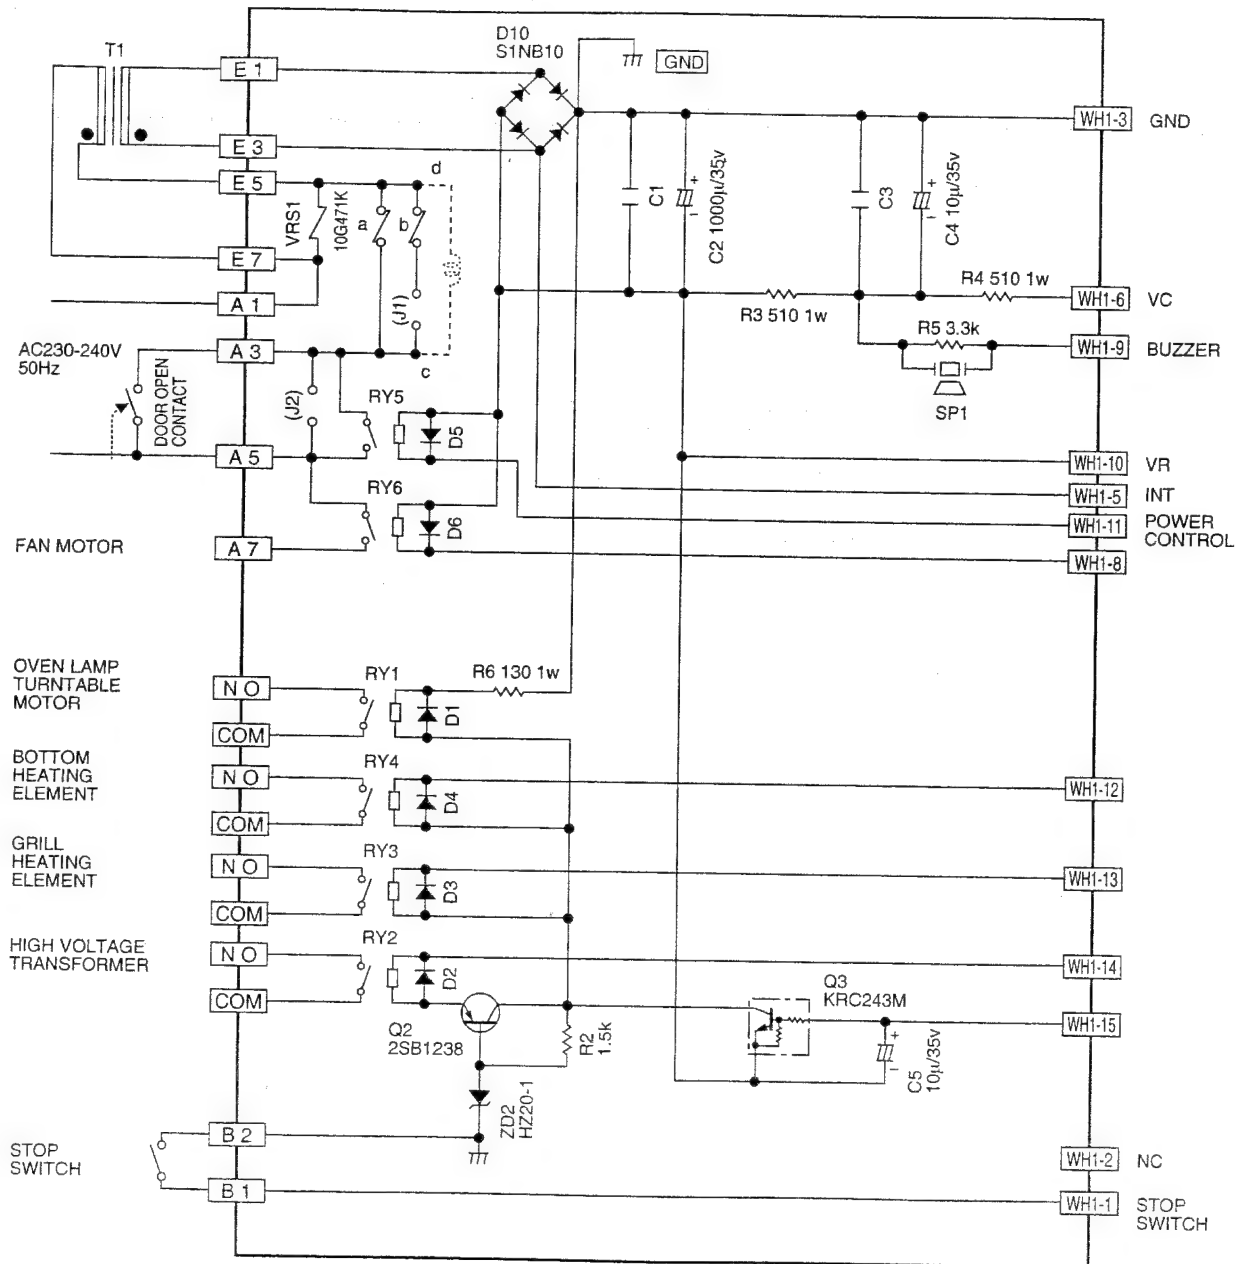 T1
E 1
D10
S1NB10
GND
WH1-3
GND
E 3
E 5
d
VRS1
10G471K
a
b
C1
C2 1000μ/35v
+
−
C3
C4 10μ/35v
+
−
E 7
A 1
(J1)
R4 510 1w
R3 510 1w
WH1-6
VC
AC230-240V
50Hz
A 3
c
R5 3.3k
WH1-9
BUZZER
SP1
DOOR OPEN
CONTACT
(J2)
RY5
D5
A 5
WH1-10
VR
RY6
D6
WH1-5
INT
WH1-11
POWER
CONTROL
FAN MOTOR
A 7
WH1-8
OVEN LAMP
TURNTABLE
MOTOR
N O
RY1
R6 130 1w
D1
COM
BOTTOM
HEATING
ELEMENT
N O
RY4
D4
WH1-12
COM
GRILL
HEATING
ELEMENT
N O
RY3
D3
WH1-13
COM
HIGH VOLTAGE
TRANSFORMER
N O
RY2
D2
WH1-14
COM
Q3
KRC243M
WH1-15
Q2
2SB1238
R2
1.5k
C5
10μ/35v
+
−
ZD2
HZ20-1
STOP
SWITCH
B 2
WH1-2
NC
B 1
WH1-1
STOP
SWITCH